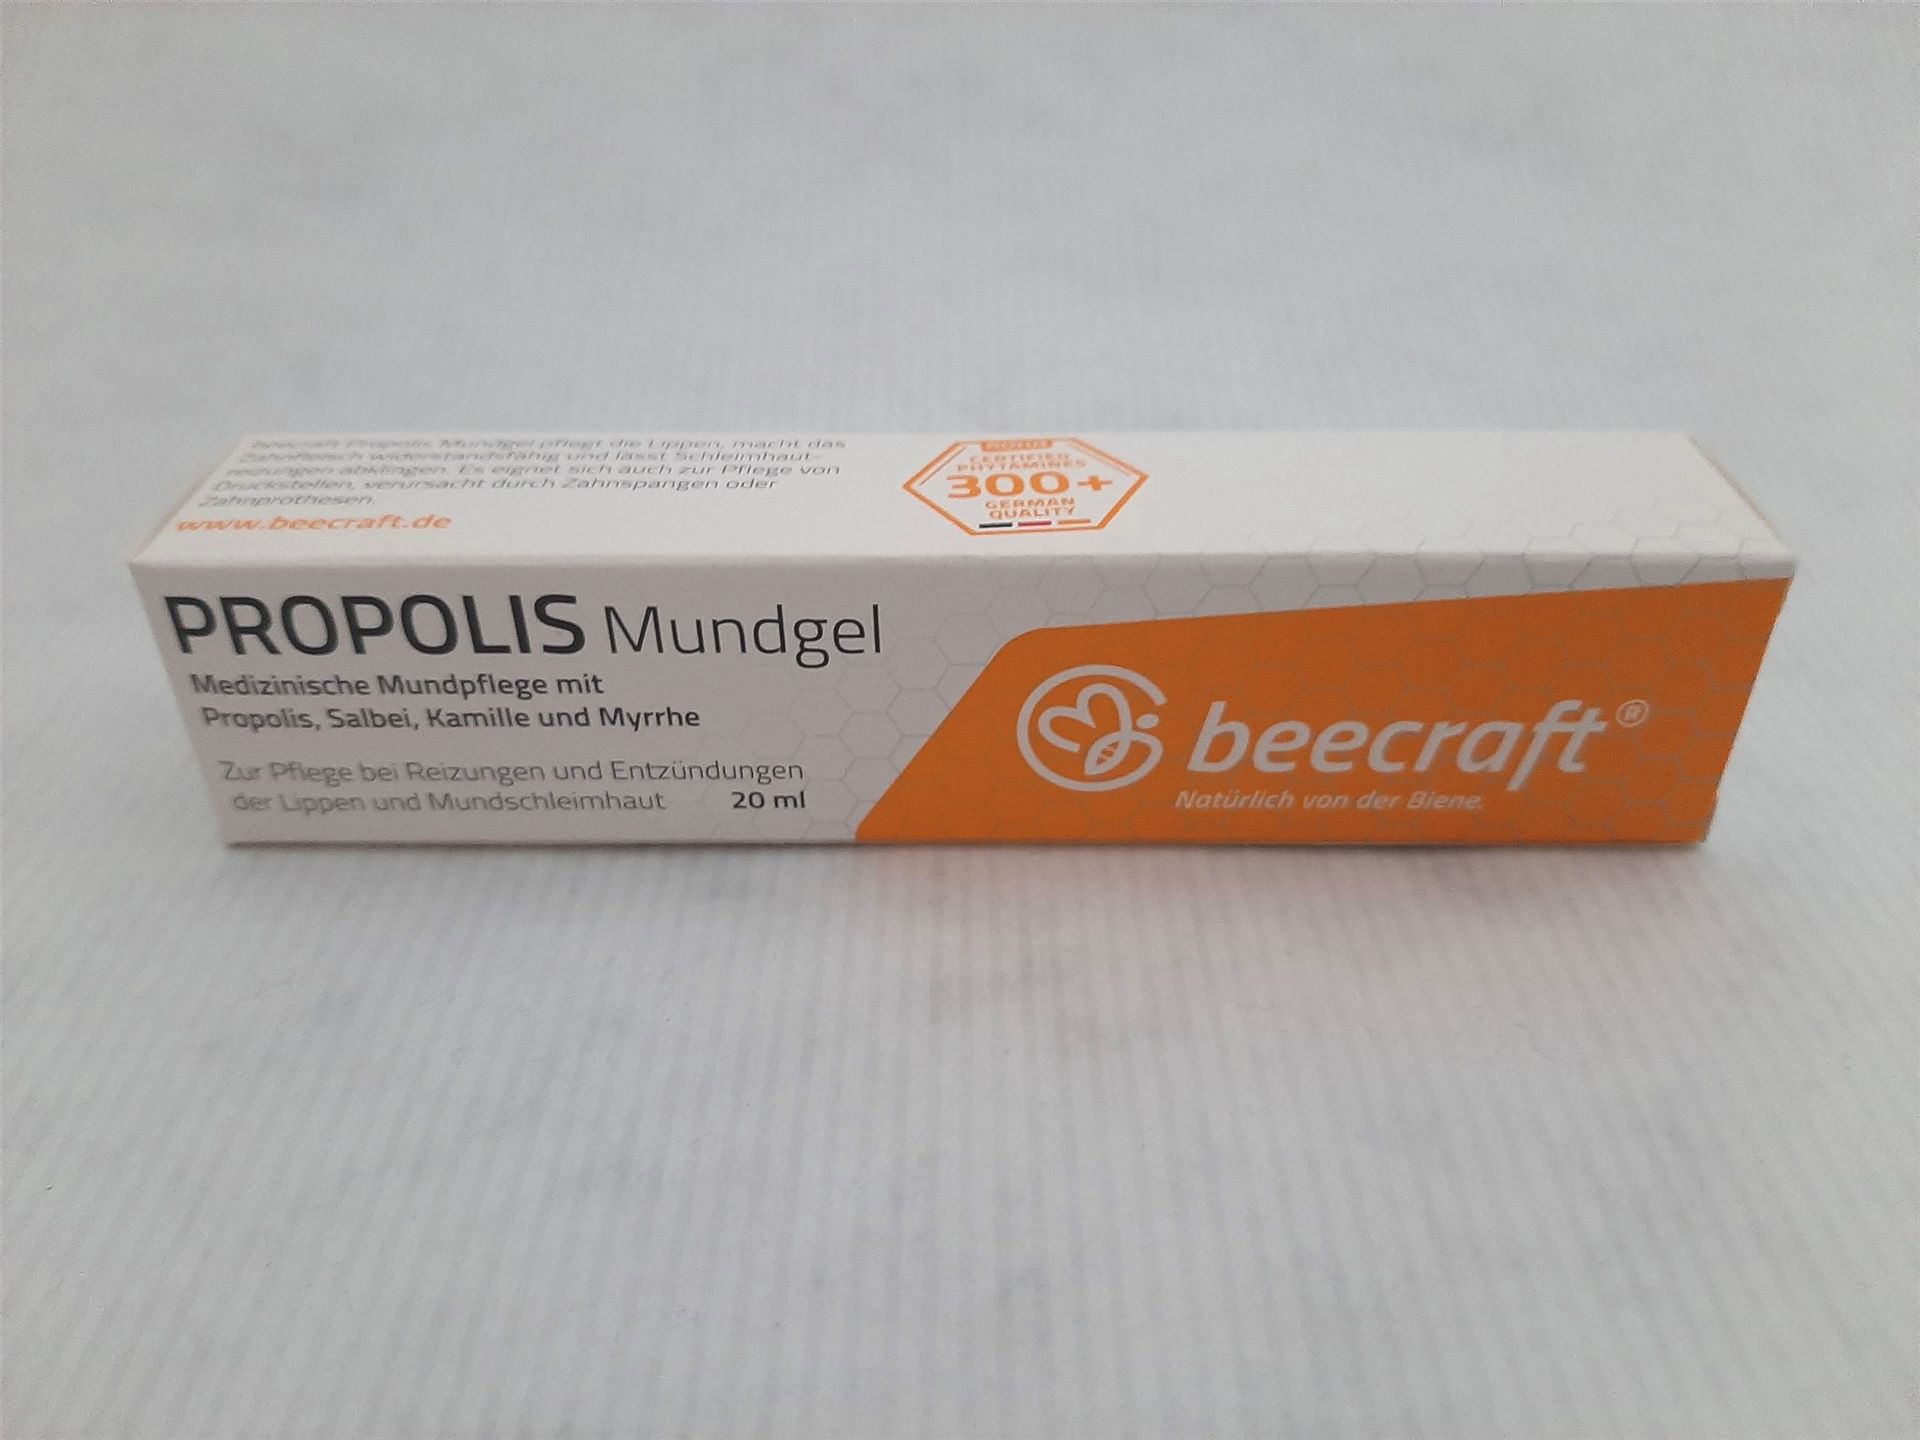 beecraft Propolis Mundgel pflegt die Lippen, macht das
Zahnfleisch widerstandsfähig und lässt Schleimhaut-
reizungen abklingen. Es eignet sich auch zur Pflege von
Druckstellen, verursacht durch Zahnspangen oder
Zahnprothesen.
www.beecraft.de
CERTIFIED
PHYTAMINES
300+
GERMAN
QUALITY
PROPOLIS Mundgel
Medizinische Mundpflege mit
Propolis, Salbei, Kamille und Myrrhe
Zur Pflege bei Reizungen und Entzündungen
der Lippen und Mundschleimhaut 20 ml
beecraft®
Natürlich von der Biene.